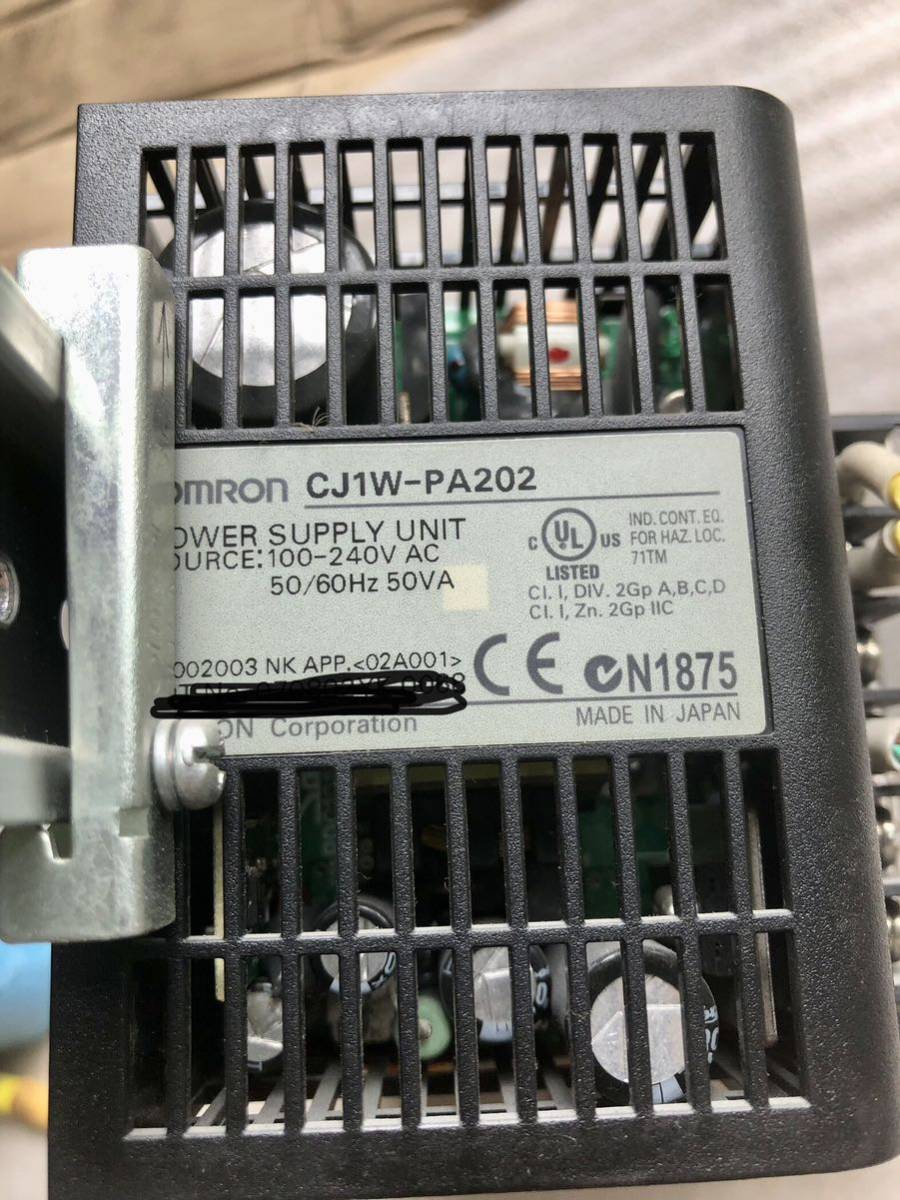 OMRON CJ1W-PA202
OWER SUPPLY UNIT
OURCE: 100-240V AC
50/60Hz 50VA
C UL US
LISTED
IND. CONT. EQ.
FOR HAZ. LOC.
71TM
Cl. I, DIV. 2Gp A,B,C,D
Cl. I, Zn. 2Gp IIC
002003 NK APP.<02A001>
CE N1875
ON Corporation
MADE IN JAPAN